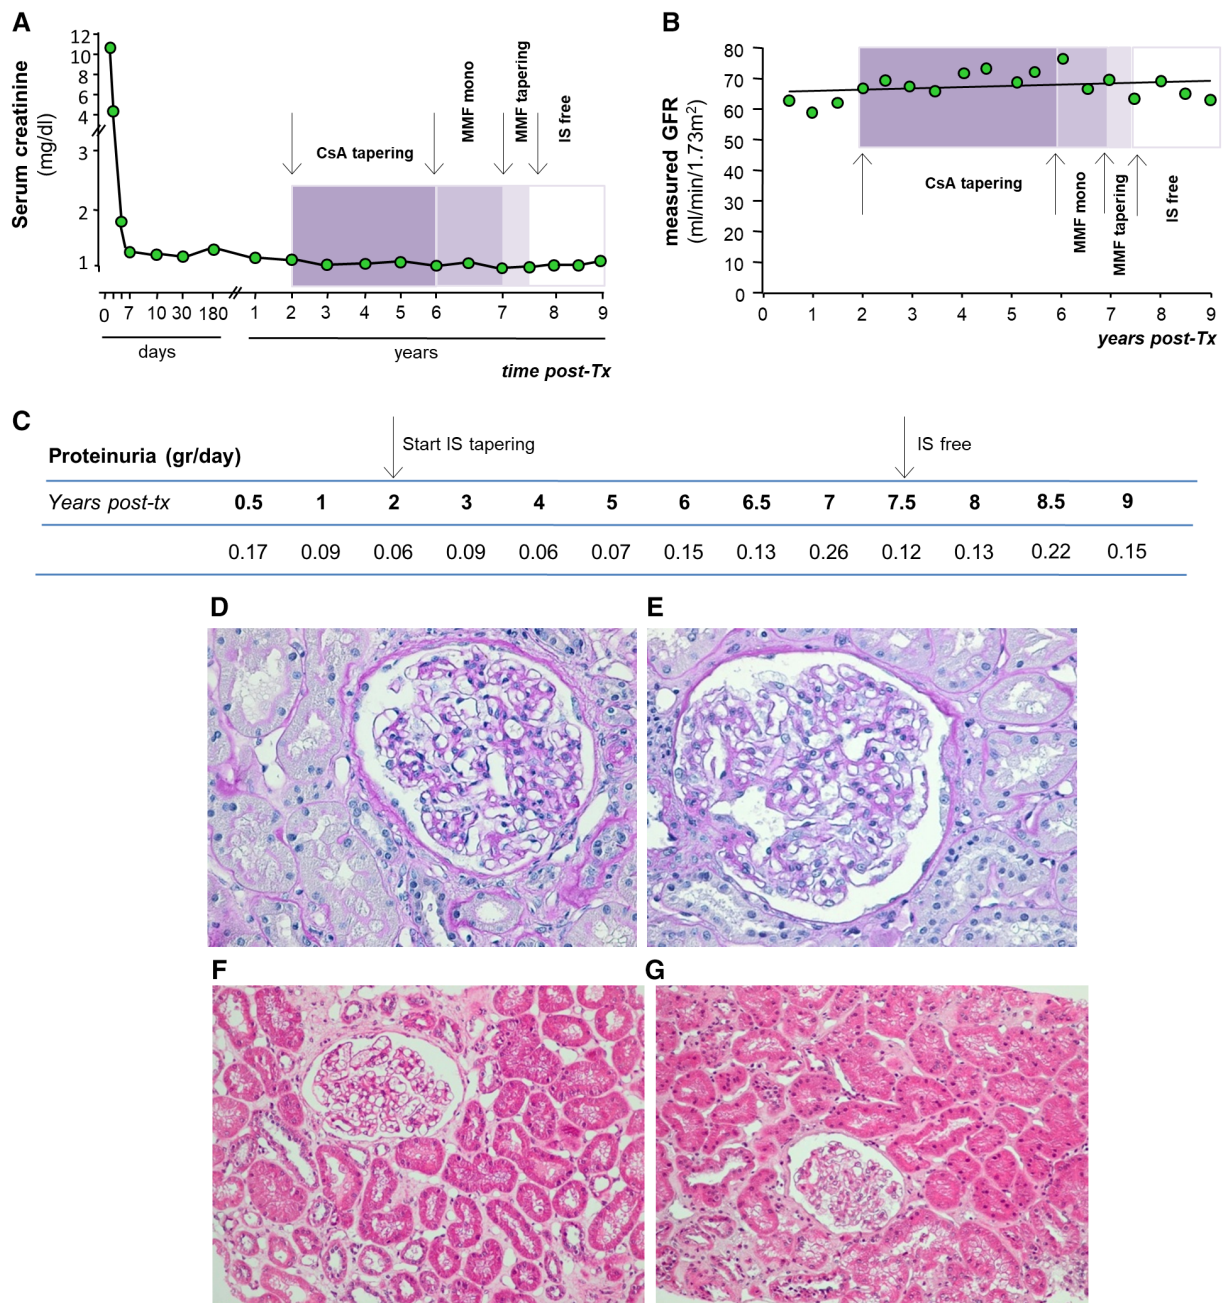 A
Serum creatinine
(mg/dl)
12
10
8
6
4
3
2
1
CsA tapering
MMF mono
MMF tapering
IS free
0 7 10 30 180 1 2 3 4 5 6 7 8 9
days years
time post-Tx
B
measured GFR
(ml/min/1.73m²)
80
70
60
50
40
30
20
10
0
CsA tapering
MMF mono
MMF tapering
IS free
0 1 2 3 4 5 6 7 8 9
years post-Tx
C
Start IS tapering IS free
Proteinuria (gr/day)
Years post-tx 0.5 1 2 3 4 5 6 6.5 7 7.5 8 8.5 9
0.17 0.09 0.06 0.09 0.06 0.07 0.15 0.13 0.26 0.12 0.13 0.22 0.15
D E
F G